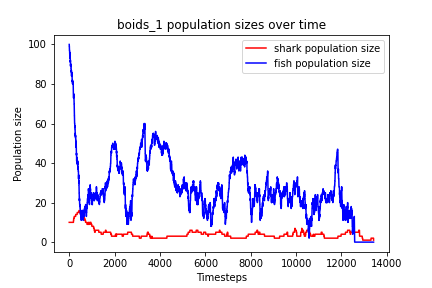 boids_1 population sizes over time
shark population size
fish population size
Population size
100
80
60
40
20
0
0 2000 4000 6000 8000 10000 12000 14000
Timesteps